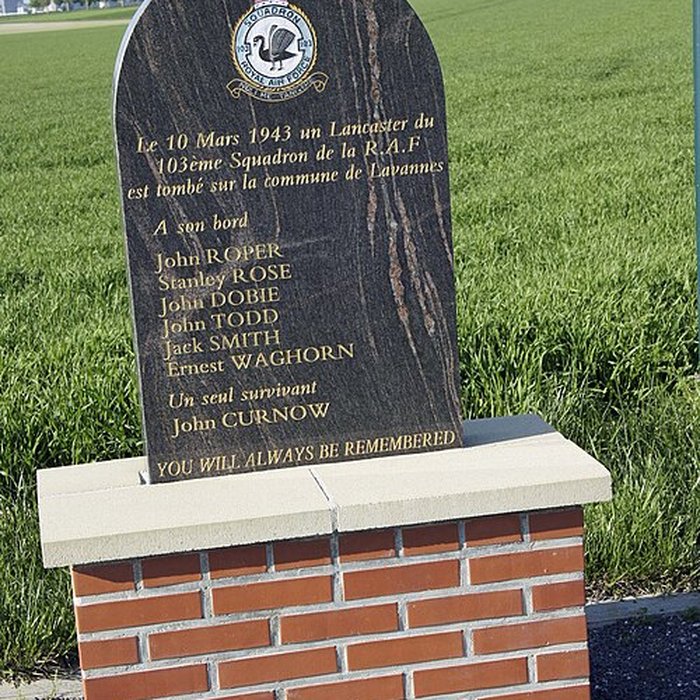 SQUADRON
103
ROYAL AIR FORCE
Le 10 Mars 1943 un Lancaster du
103eme Squadron de la R.A.F
est tombé sur la commune de Lavannes
A son bord
John ROPER
Stanley ROSE
John DOBIE
John TODD
Jack SMITH
Ernest WAGHORN
Un seul survivant
John CURNOW
YOU WILL ALWAYS BE REMEMBERED